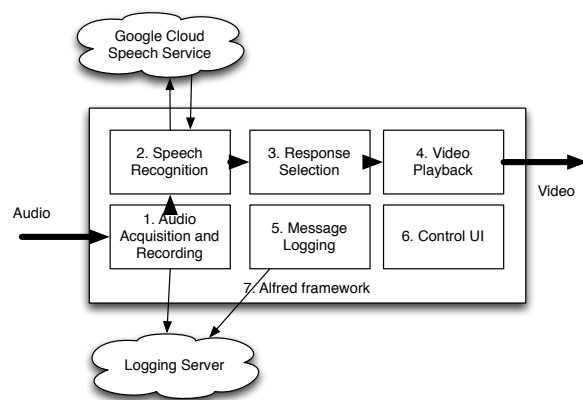 Google Cloud
Speech Service
2. Speech
Recognition
3. Response
Selection
4. Video
Playback
Video
Audio
1. Audio
Acquisition and
Recording
5. Message
Logging
6. Control UI
7. Alfred framework
Logging Server